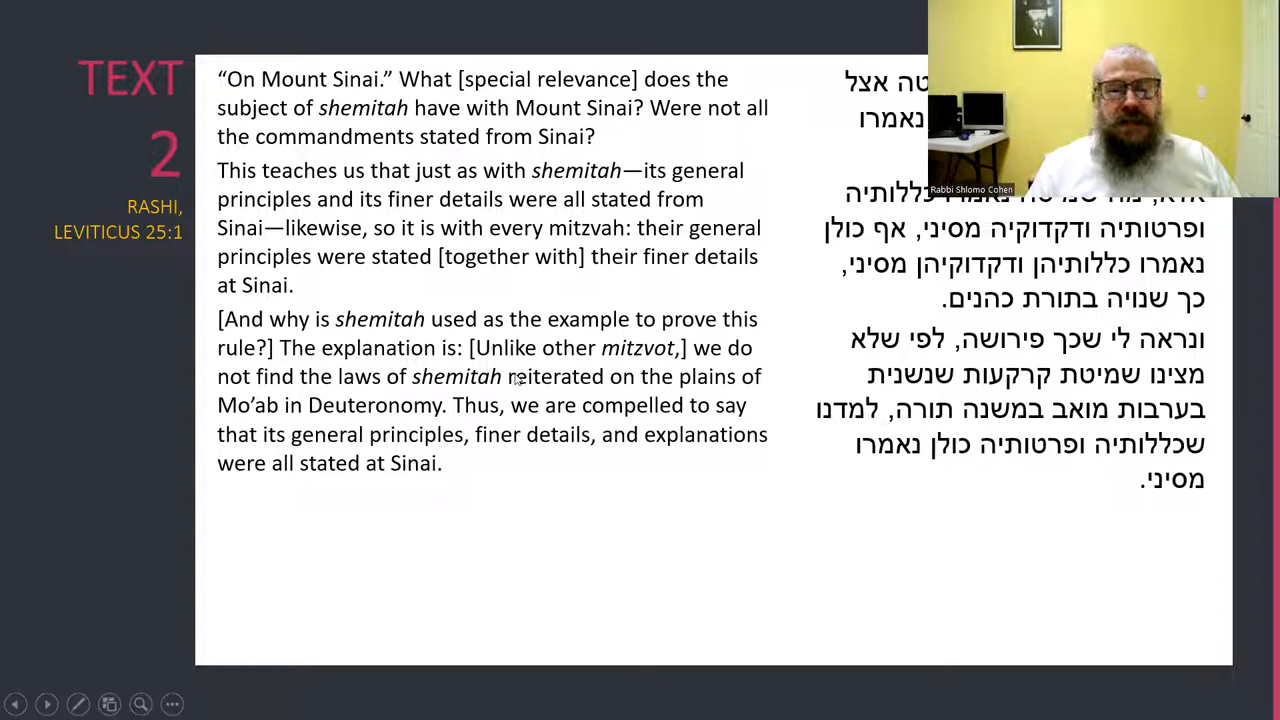 TEXT
2
RASHI,
LEVITICUS 25:1
“On Mount Sinai.” What [special relevance] does the
subject of shemitah have with Mount Sinai? Were not all
the commandments stated from Sinai?
This teaches us that just as with shemitah—its general
principles and its finer details were all stated from
Sinai—likewise, so it is with every mitzvah: their general
principles were stated [together with] their finer details
at Sinai.
[And why is shemitah used as the example to prove this
rule?] The explanation is: [Unlike other mitzvot,] we do
not find the laws of shemitah reiterated on the plains of
Mo’ab in Deuteronomy. Thus, we are compelled to say
that its general principles, finer details, and explanations
were all stated at Sinai.
אצל
נאמרו
כללותיה
ופרטותיה ודקדוקיה מסיני, אף כולן
נאמרו כללותיהן ודקדוקיהן מסיני,
כך שנויה בתורת כהנים.
ונראה לי שכך פירושה, לפי שלא
מצינו שמיטת קרקעות שנשנית
בערבות מואב במשנה תורה, למדנו
שכללותיה ופרטותיה כולן נאמרו
מסיני.
Rabbi Shlomo Cohen